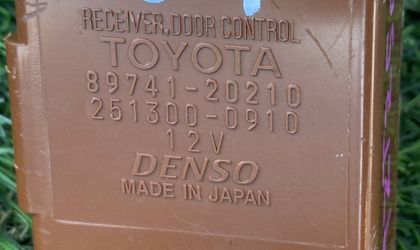 RECEIVER,DOOR CONTROL
TOYOTA
89741-20210
251300-0910
12V
DENSO
MADE IN JAPAN